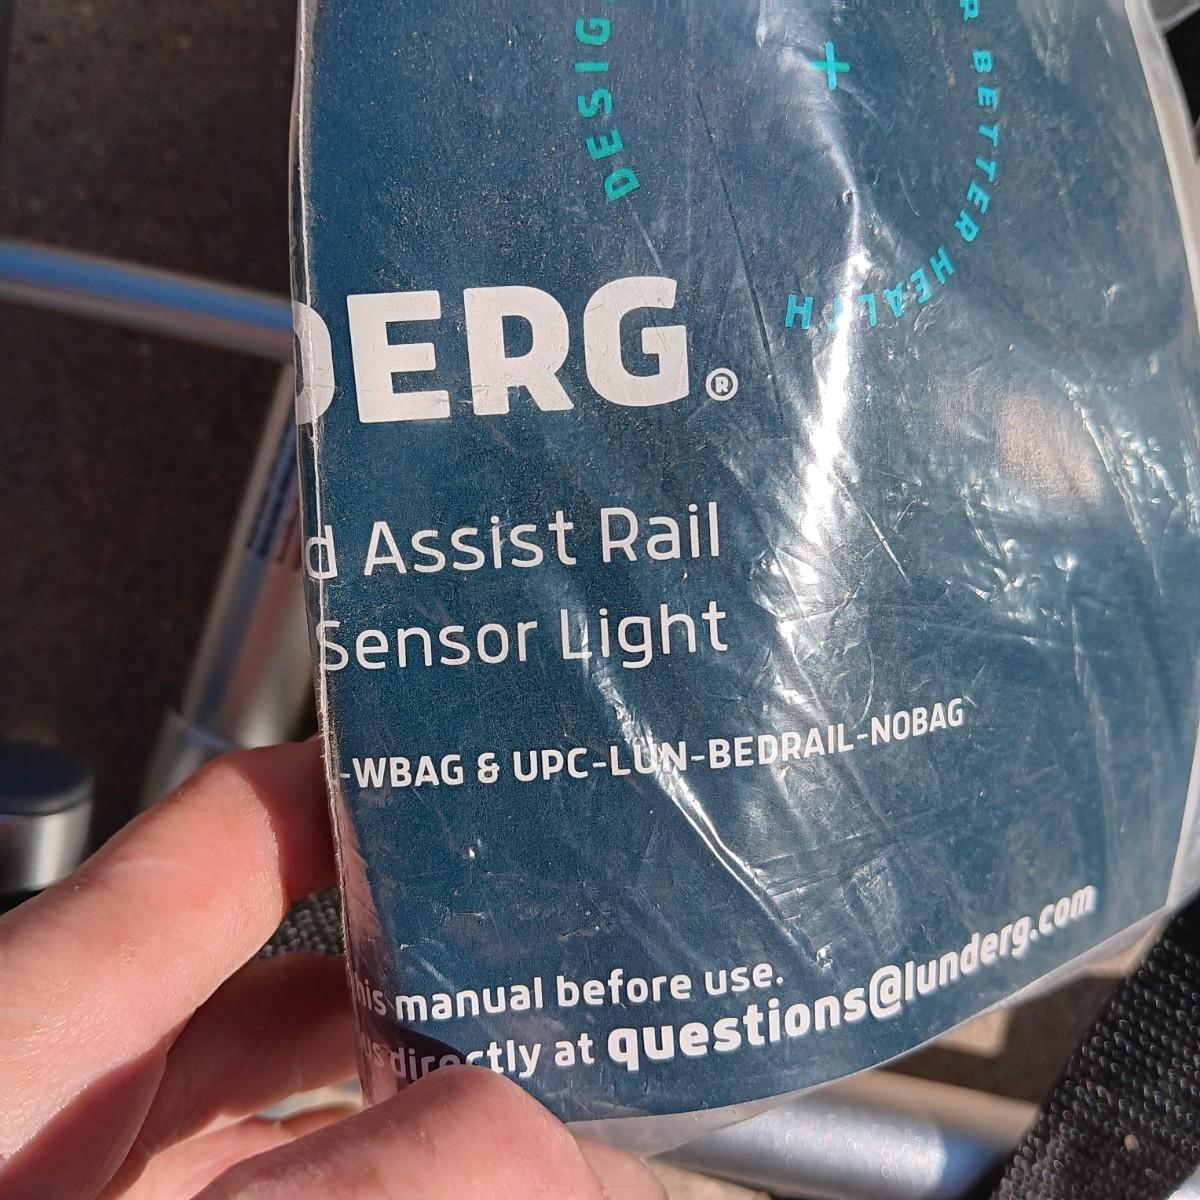 DESIG
R BETTER HEALTH
DERG®
d Assist Rail
Sensor Light
-WBAG & UPC-LUN-BEDRAIL-NOBAG
his manual before use.
us directly at questions@lunderg.com